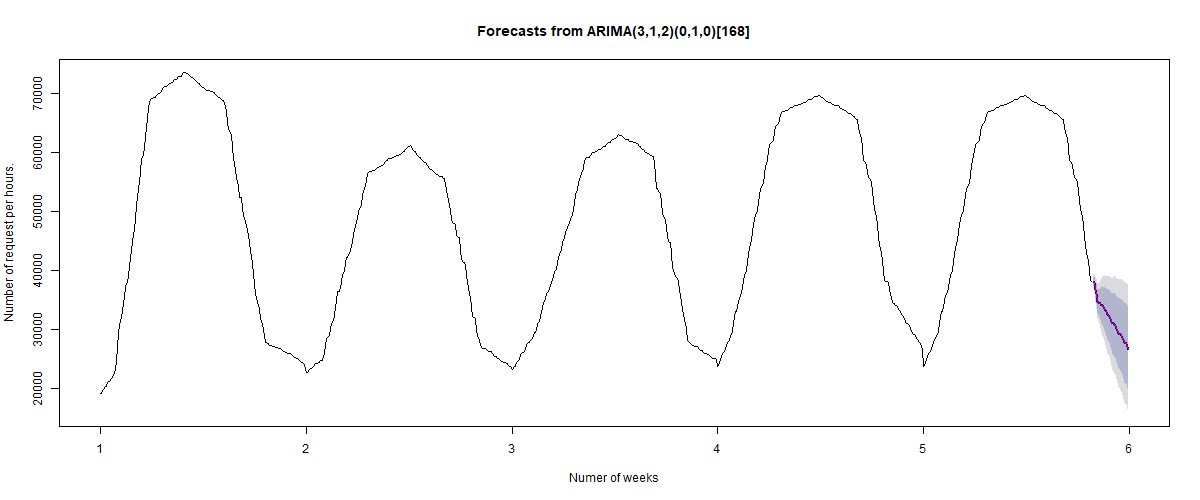 Forecasts from ARIMA(3,1,2)(0,1,0)[168]
Number of request per hours.
70000
60000
50000
40000
30000
20000
1 2 3 4 5 6
Numer of weeks